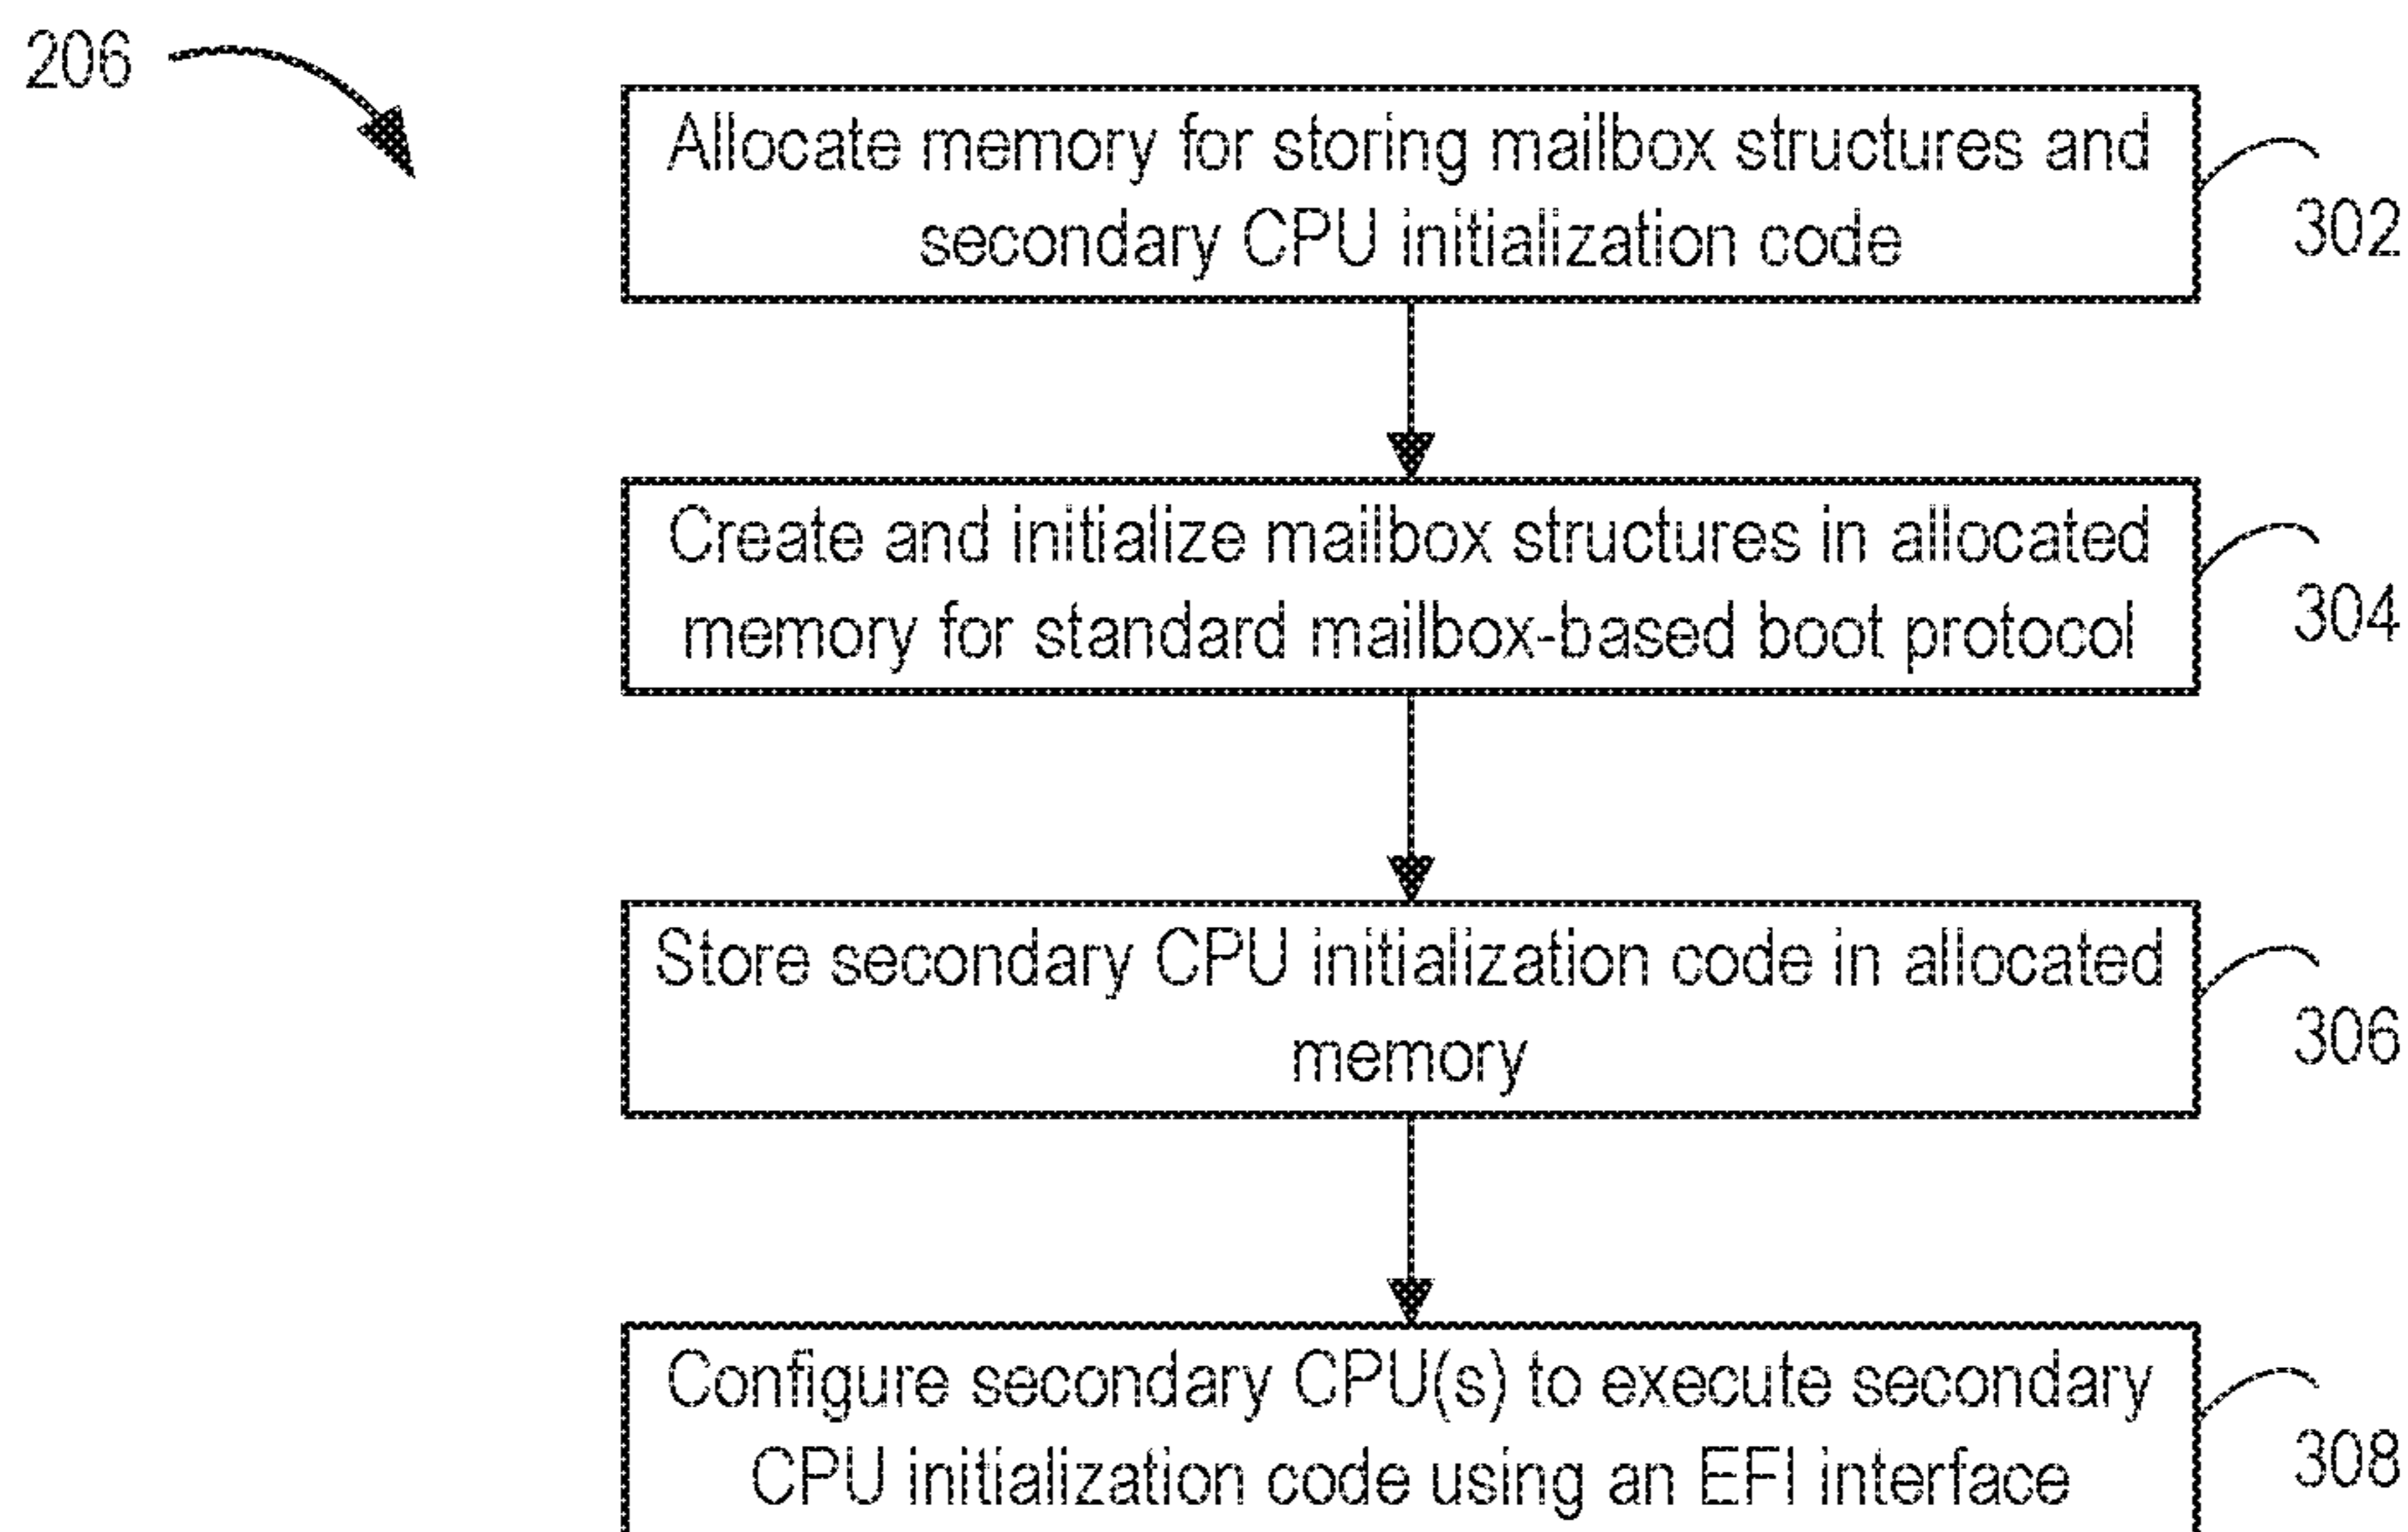 206
Allocate memory for storing mailbox structures and
secondary CPU initialization code
302
Create and initialize mailbox structures in allocated
memory for standard mailbox-based boot protocol
304
Store secondary CPU initialization code in allocated
memory
306
Configure secondary CPU(s) to execute secondary
CPU initialization code using an EFI interface
308